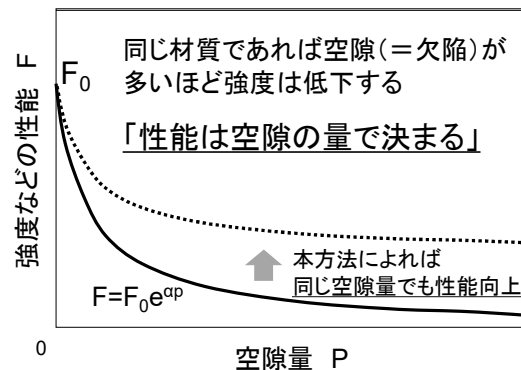 同じ材質であれば空隙(＝欠陥)が
多いほど強度は低下する
「性能は空隙の量で決まる」
F0
強度などの性能 F
本方法によれば
同じ空隙量でも性能向上
F=F0eαp
0
空隙量 P